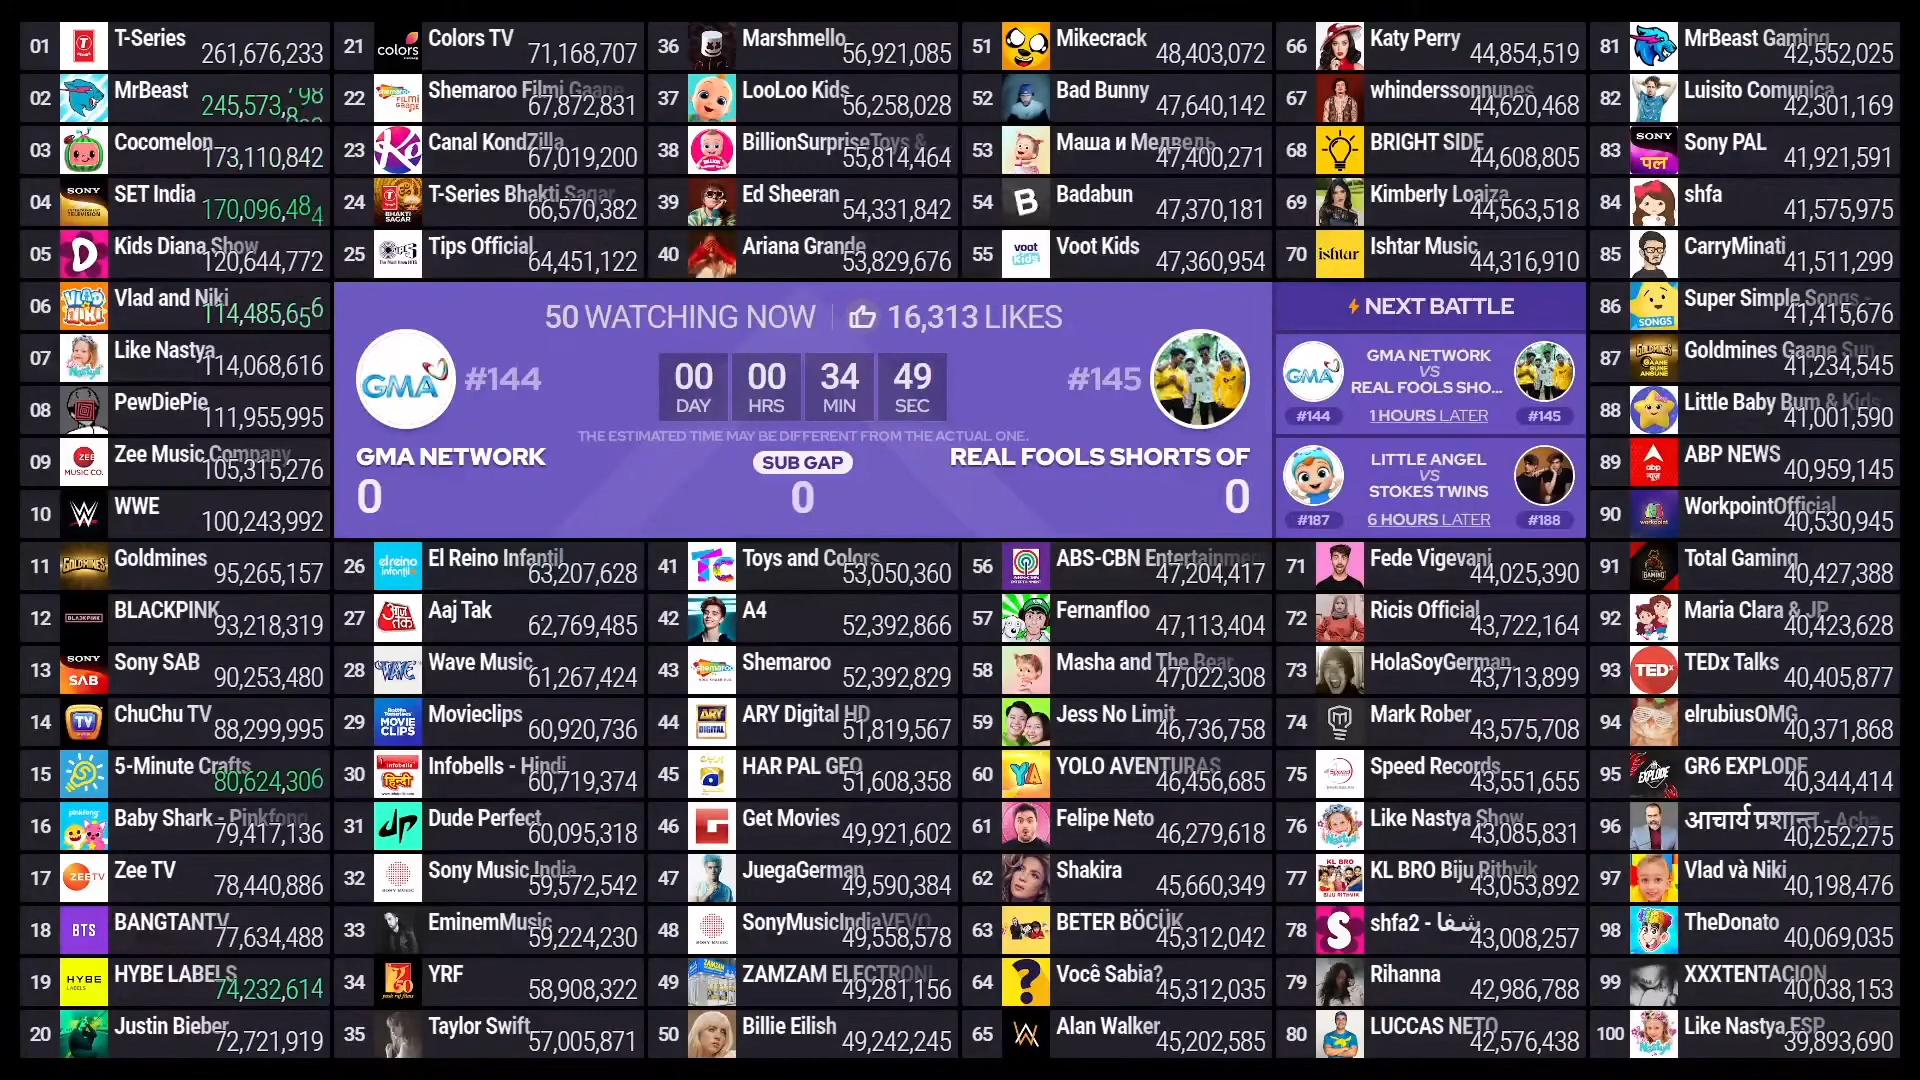 01 T-Series 261,676,233
02 MrBeast 245,573,8
03 Cocomelon 173,110,842
04 SET India 170,096,484
05 Kids Diana Show 120,644,772
06 Vlad and Niki 114,485,656
07 Like Nastya 114,068,616
08 PewDiePie 111,955,995
09 Zee Music Company 105,315,276
10 WWE 100,243,992
11 Goldmines 95,265,157
12 BLACKPINK 93,218,319
13 Sony SAB 90,253,480
14 ChuChu TV 88,299,995
15 5-Minute Crafts 80,624,306
16 Baby Shark - Pinkfong 79,417,136
17 Zee TV 78,440,886
18 BANGTANTV 77,634,488
19 HYBE LABELS 74,232,614
20 Justin Bieber 72,721,919
21 Colors TV 71,168,707
22 Shemaroo Filmi Gaane 67,872,831
23 Canal KondZilla 67,019,200
24 T-Series Bhakti Sagar 66,570,382
25 Tips Official 64,451,122
36 Marshmello 56,921,085
37 LooLoo Kids 56,258,028
38 BillionSurpriseToys & 55,814,464
39 Ed Sheeran 54,331,842
40 Ariana Grande 53,829,676
51 Mikecrack 48,403,072
52 Bad Bunny 47,640,142
53 Маша и Медведь 47,400,271
54 Badabun 47,370,181
55 Voot Kids 47,360,954
66 Katy Perry 44,854,519
67 whinderssonnunes 44,620,468
68 BRIGHT SIDE 44,608,805
69 Kimberly Loaiza 44,563,518
70 Ishtar Music 44,316,910
50 WATCHING NOW 16,313 LIKES
GMA #144
00 DAY 00 HRS 34 MIN 49 SEC
#145
THE ESTIMATED TIME MAY BE DIFFERENT FROM THE ACTUAL ONE.
GMA NETWORK SUB GAP REAL FOOLS SHORTS OF
0 0 0
NEXT BATTLE
GMA NETWORK
VS
REAL FOOLS SHO...
#144 1 HOURS LATER #145
LITTLE ANGEL
VS
STOKES TWINS
#187 6 HOURS LATER #188
26 El Reino Infantil 63,207,628
27 Aaj Tak 62,769,485
28 Wave Music 61,267,424
29 Movieclips 60,920,736
30 Infobells - Hindi 60,719,374
31 Dude Perfect 60,095,318
32 Sony Music India 59,572,542
33 EminemMusic 59,224,230
34 YRF 58,908,322
35 Taylor Swift 57,005,871
41 Toys and Colors 53,050,360
42 A4 52,392,866
43 Shemaroo 52,392,829
44 ARY Digital HD 51,819,567
45 HAR PAL GEO 51,608,358
46 Get Movies 49,921,602
47 JuegaGerman 49,590,384
48 SonyMusicIndiaVEVO 49,558,578
49 ZAMZAM ELECTRONI 49,281,156
50 Billie Eilish 49,242,245
56 ABS-CBN Entertainmen 47,204,417
57 Fernanfloo 47,113,404
58 Masha and The Bear 47,022,308
59 Jess No Limit 46,736,758
60 YOLO AVENTURAS 46,456,685
61 Felipe Neto 46,279,618
62 Shakira 45,660,349
63 BETER BÖCÜK 45,312,042
64 Você Sabia? 45,312,035
65 Alan Walker 45,202,585
71 Fede Vigevani 44,025,390
72 Ricis Official 43,722,164
73 HolaSoyGerman. 43,713,899
74 Mark Rober 43,575,708
75 Speed Records 43,551,655
76 Like Nastya Show 43,085,831
77 KL BRO Biju Rithvik 43,053,892
78 shfa2 - شفا 43,008,257
79 Rihanna 42,986,788
80 LUCCAS NETO 42,576,438
81 MrBeast Gaming 42,552,025
82 Luisito Comunica 42,301,169
83 Sony PAL 41,921,591
84 shfa 41,575,975
85 CarryMinati 41,511,299
86 Super Simple Songs - 41,415,676
87 Goldmines Gaane Sun 41,234,545
88 Little Baby Bum & Kids 41,001,590
89 ABP NEWS 40,959,145
90 WorkpointOfficial 40,530,945
91 Total Gaming 40,427,388
92 Maria Clara & JP 40,423,628
93 TEDx Talks 40,405,877
94 elrubiusOMG 40,371,868
95 GR6 EXPLODE 40,344,414
96 आचार्य प्रशान्त - Acha 40,252,275
97 Vlad và Niki 40,198,476
98 TheDonato 40,069,035
99 XXXTENTACION 40,038,153
100 Like Nastya ESP 39,893,690